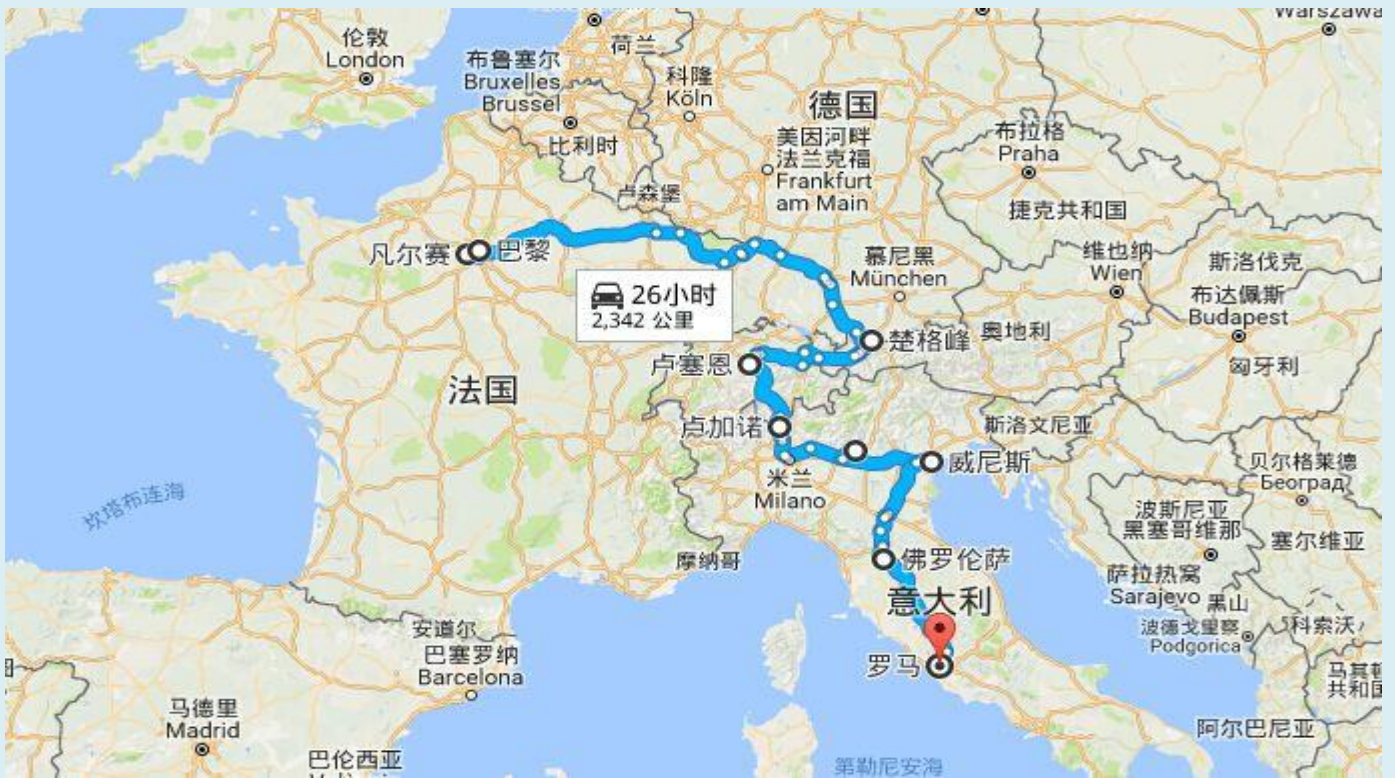 Warszawa
伦敦
London
荷兰
布鲁塞尔
Bruxelles
Brussel
科隆
Köln
德国
比利时
美因河畔
法兰克福
Frankfurt
am Main
布拉格
Praha
卢森堡
捷克共和国
凡尔赛
巴黎
慕尼黑
München
维也纳
Wien
斯洛伐克
26小时
2,342 公里
布达佩斯
Budapest
楚格峰
奥地利
匈牙利
卢塞恩
法国
卢加诺
斯洛文尼亚
威尼斯
米兰
Milano
贝尔格莱德
Београд
坎塔布连海
波斯尼亚
黑塞哥维那
塞尔维亚
摩纳哥
佛罗伦萨
萨拉热窝
Sarajevo
黑山
意大利
安道尔
波德戈里察
Podgorica
科索沃
巴塞罗纳
Barcelona
罗马
马其顿
共和国
马德里
Madrid
阿尔巴尼亚
巴伦西亚
第勒尼安海